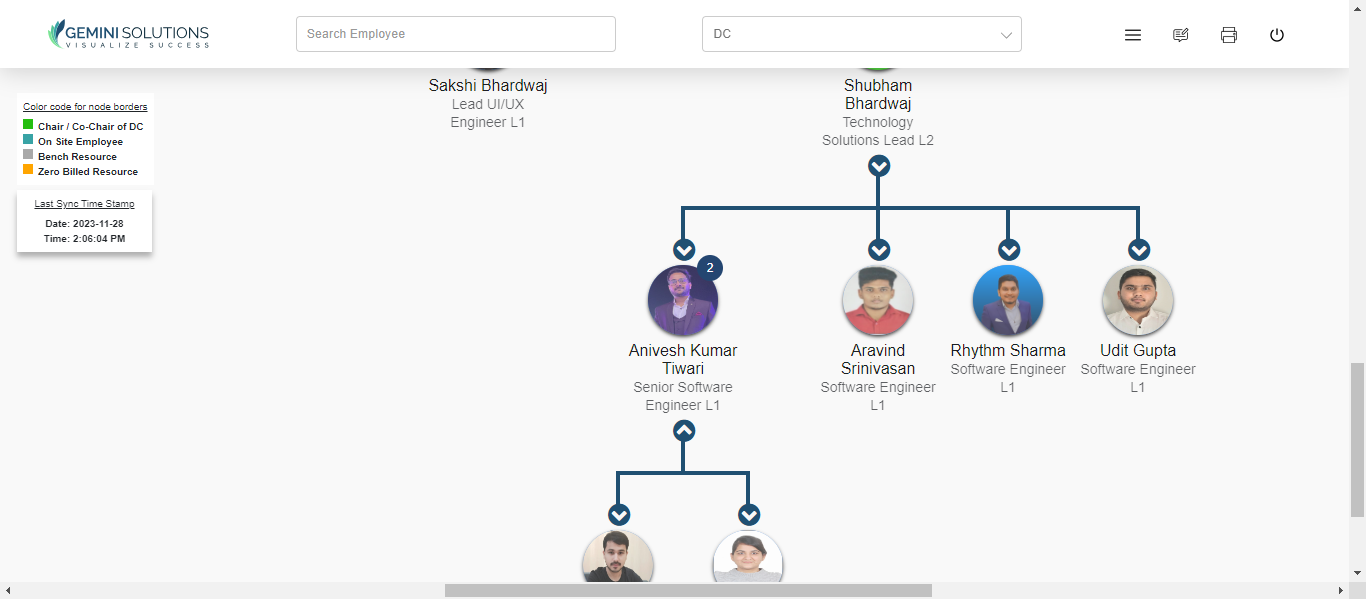 GEMINI SOLUTIONS
VISUALIZE SUCCESS
Search Employee
DC
Color code for node borders
Chair / Co-Chair of DC
On Site Employee
Bench Resource
Zero Billed Resource
Last Sync Time Stamp
Date: 2023-11-28
Time: 2:06:04 PM
Sakshi Bhardwaj
Lead UI/UX
Engineer L1
Shubham
Bhardwaj
Technology
Solutions Lead L2
2
Anivesh Kumar
Tiwari
Senior Software
Engineer L1
Aravind
Srinivasan
Software Engineer
L1
Rhythm Sharma
Software Engineer
L1
Udit Gupta
Software Engineer
L1